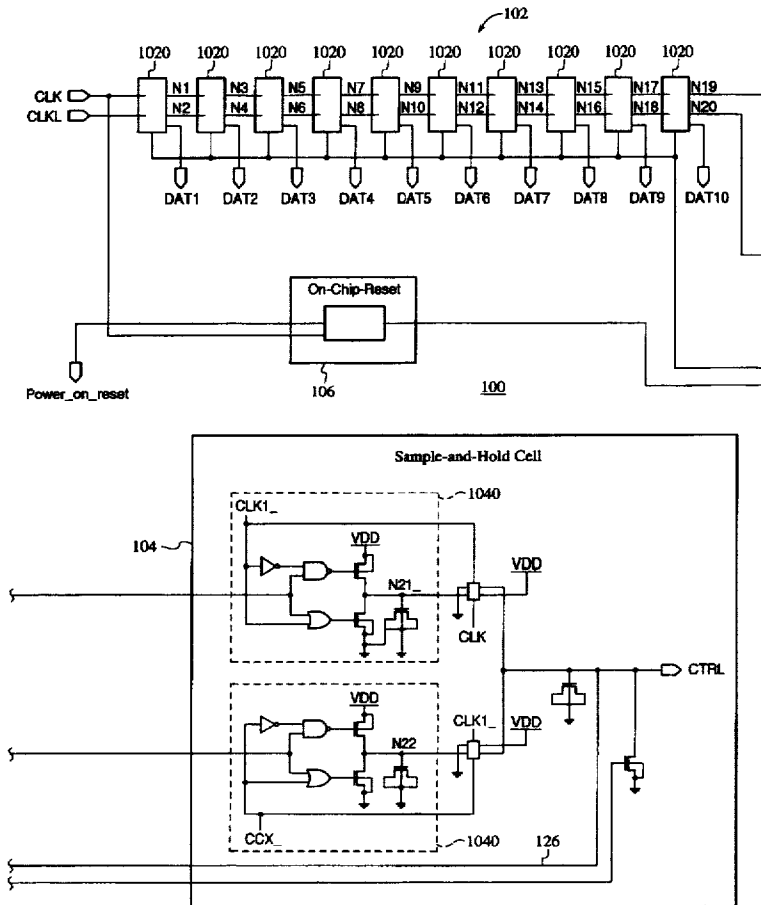 102
1020 1020 1020 1020 1020 1020 1020 1020 1020 1020
CLK N1 N3 N5 N7 N9 N11 N13 N15 N17 N19
CLKL N2 N4 N6 N8 N10 N12 N14 N16 N18 N20
DAT1 DAT2 DAT3 DAT4 DAT5 DAT6 DAT7 DAT8 DAT9 DAT10
On-Chip-Reset
Power_on_reset
106
100
Sample-and-Hold Cell
1040
CLK1_
104
VDD
N21_
VDD
CLK
CTRL
VDD
CLK1_
VDD
N22
CCX_
1040
126